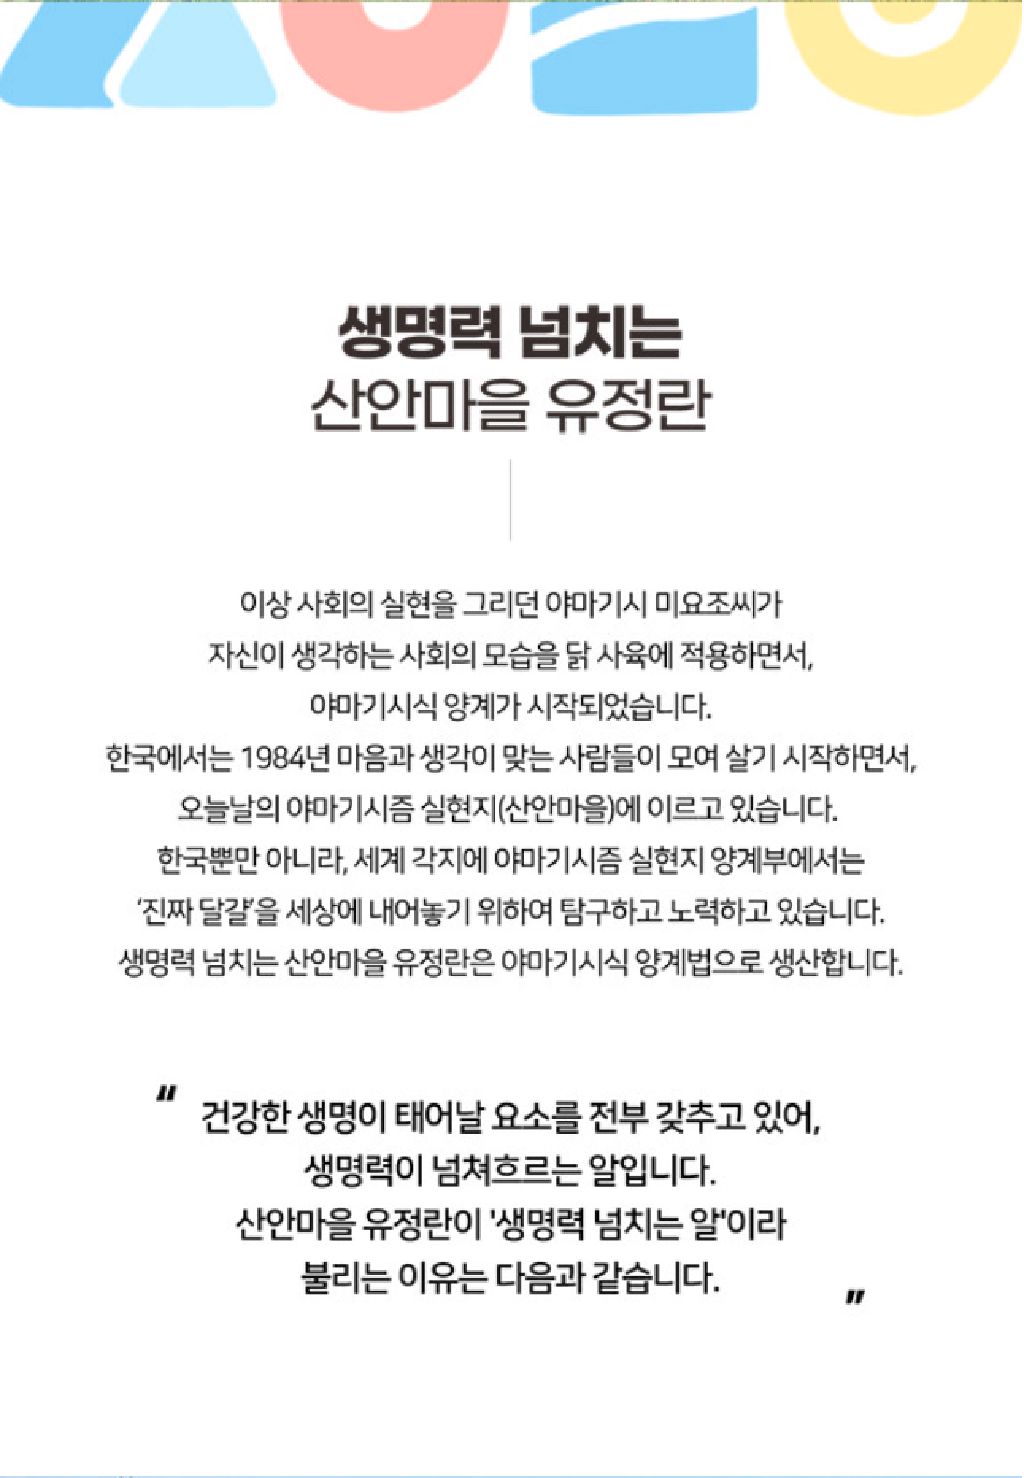 생명력 넘치는
산안마을 유정란
이상 사회의 실현을 그리던 야마기시 미요조씨가
자신이 생각하는 사회의 모습을 닭 사육에 적용하면서,
야마기시식 양계가 시작되었습니다.
한국에서는 1984년 마음과 생각이 맞는 사람들이 모여 살기 시작하면서,
오늘날의 야마기시즘 실현지(산안마을)에 이르고 있습니다.
한국뿐만 아니라, 세계 각지에 야마기시즘 실현지 양계부에서는
‘진짜 달걀’을 세상에 내어놓기 위하여 탐구하고 노력하고 있습니다.
생명력 넘치는 산안마을 유정란은 야마기시식 양계법으로 생산합니다.
" 건강한 생명이 태어날 요소를 전부 갖추고 있어,
생명력이 넘쳐흐르는 알입니다.
산안마을 유정란이 '생명력 넘치는 알'이라
불리는 이유는 다음과 같습니다. "